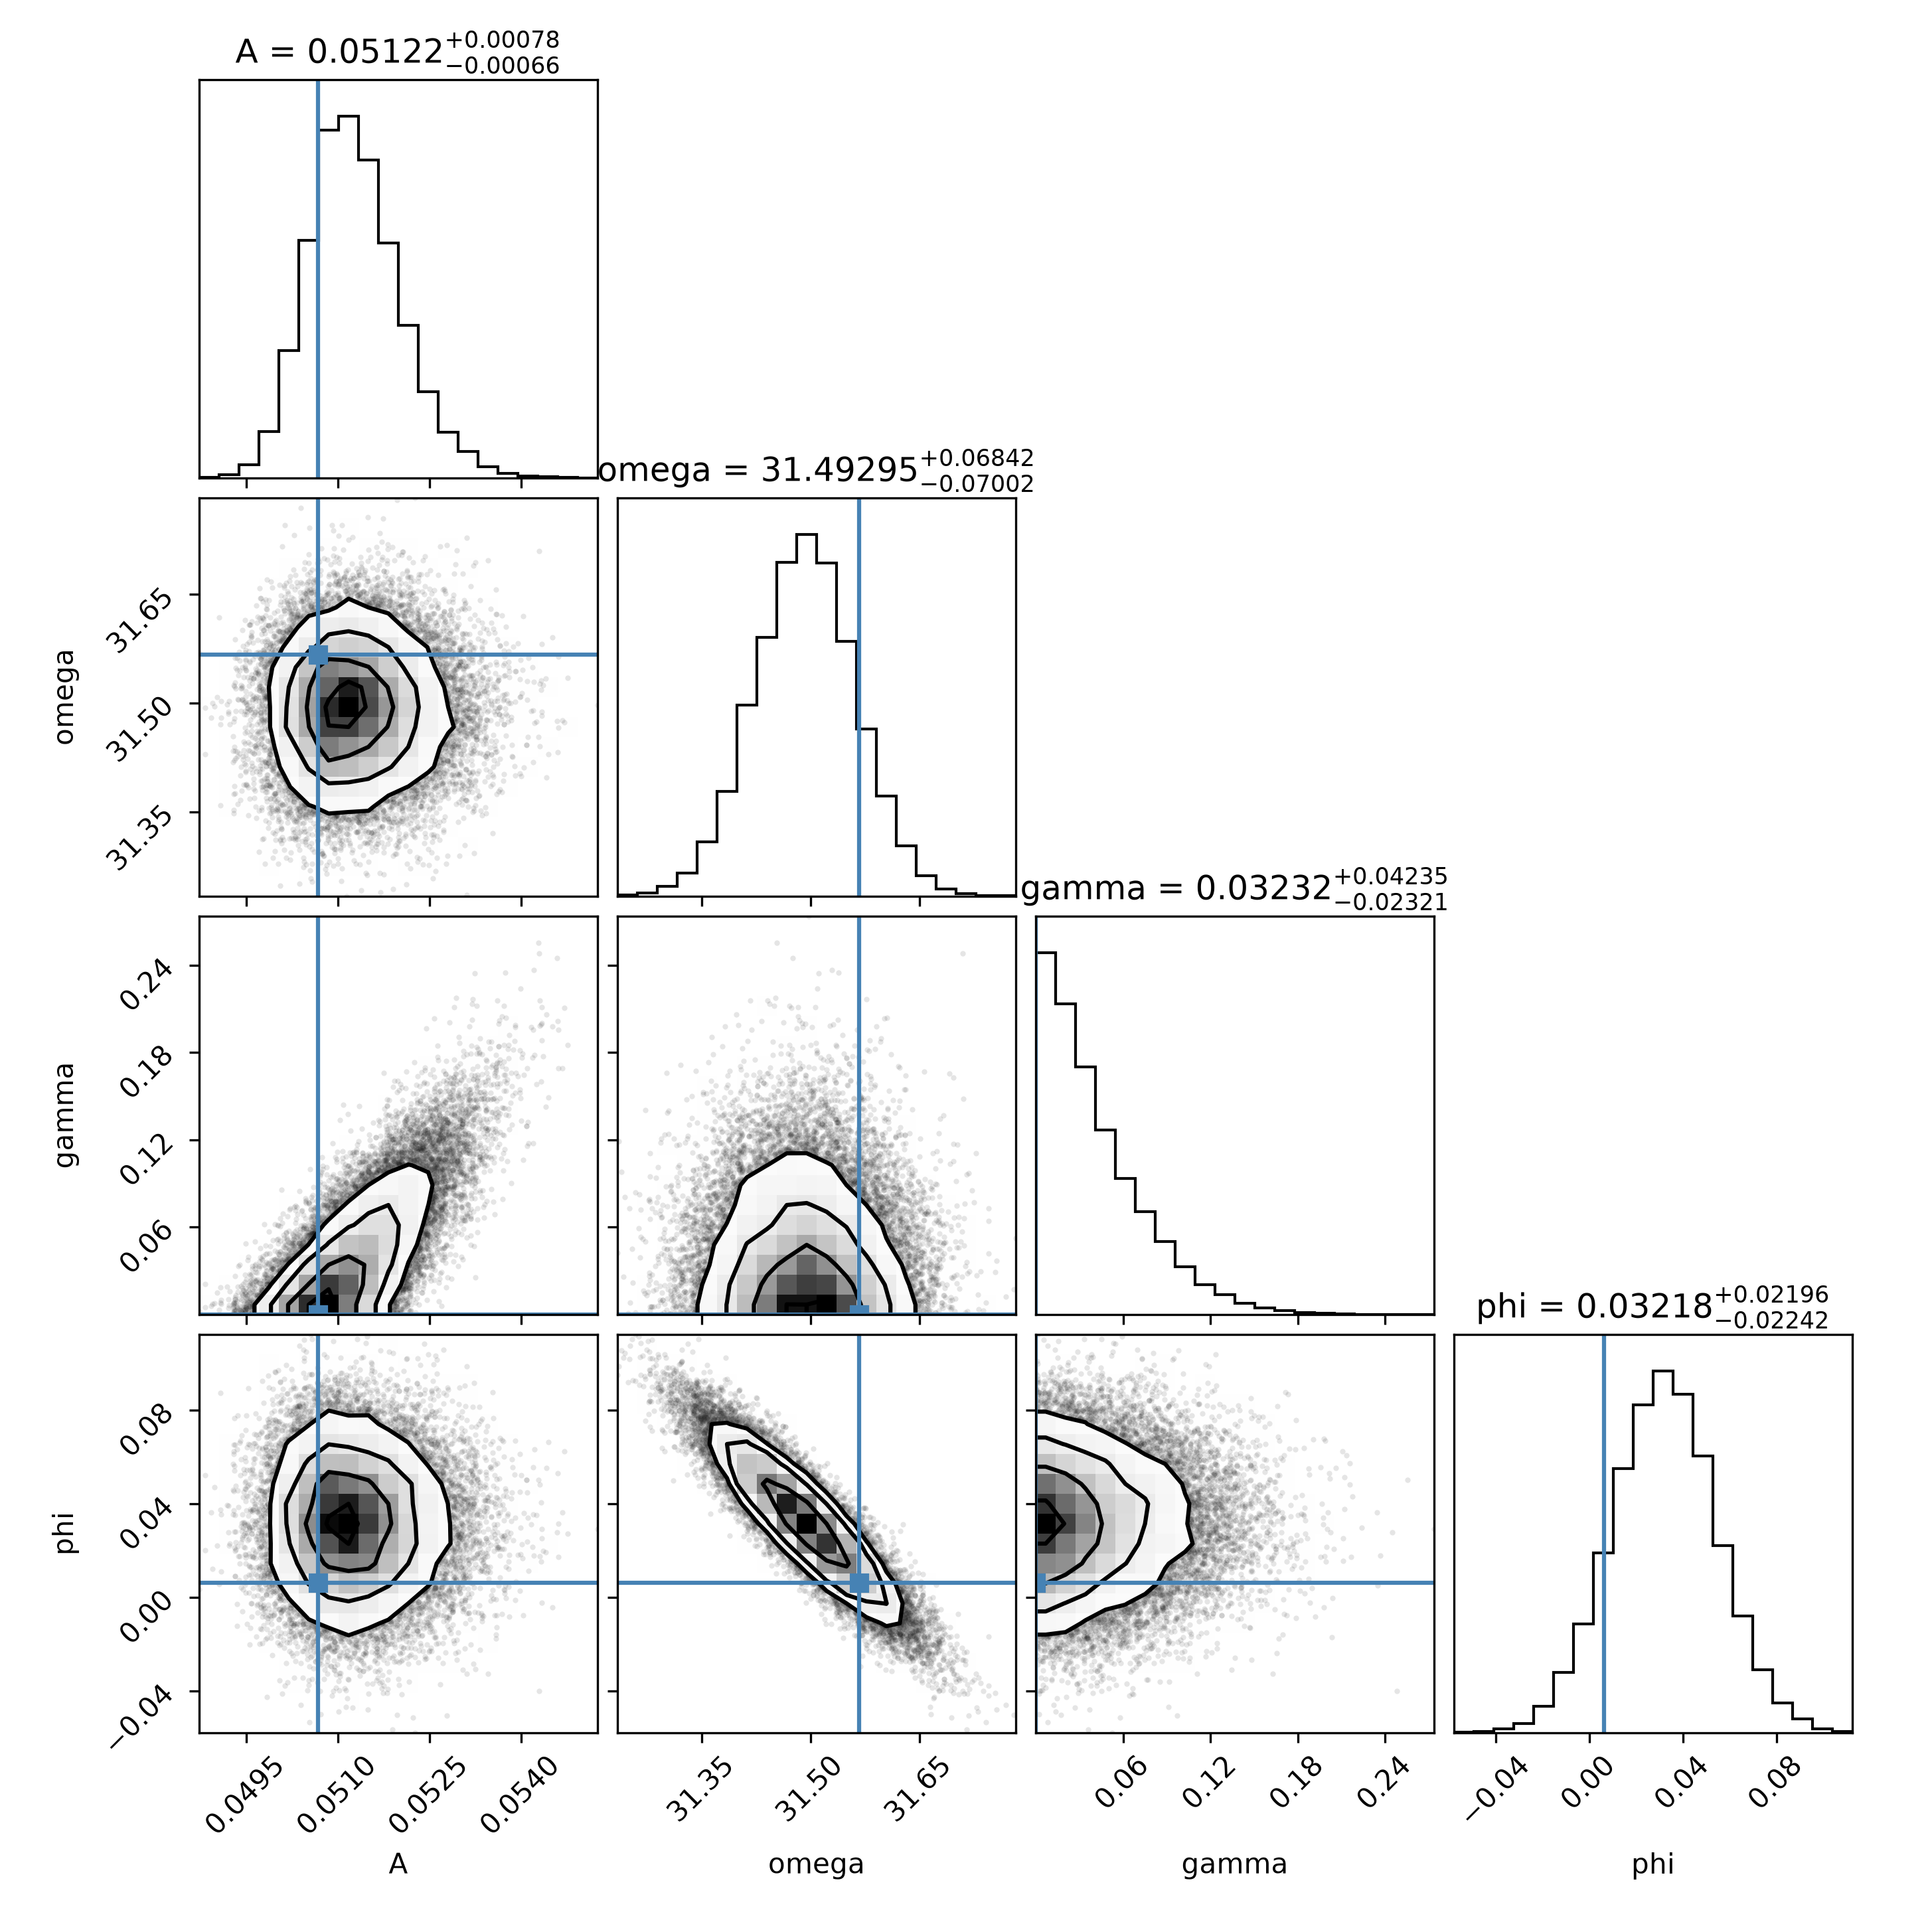 A = 0.05122+0.00078−0.00066
omega = 31.49295+0.06842−0.07002
omega
31.65
31.50
31.35
gamma = 0.03232+0.04235−0.02321
gamma
0.24
0.18
0.12
0.06
phi = 0.03218+0.02196−0.02242
phi
0.08
0.04
0.00
−0.04
0.0495 0.0510 0.0525 0.0540 31.35 31.50 31.65 0.06 0.12 0.18 0.24 −0.04 0.00 0.04 0.08
A omega gamma phi